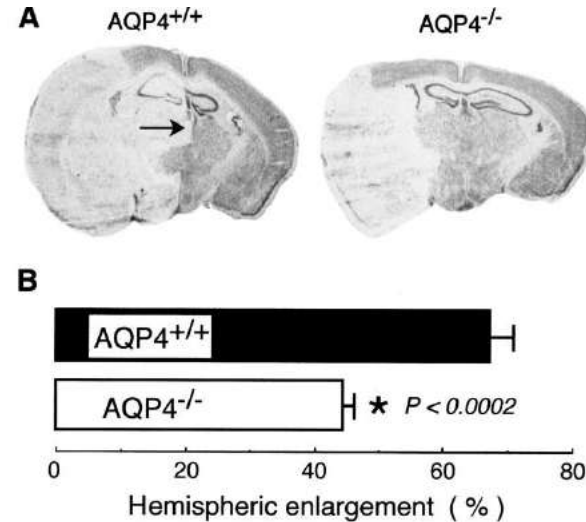 A
AQP4+/+
AQP4-/-
B
AQP4+/+
AQP4-/-
* P < 0.0002
0 20 40 60 80
Hemispheric enlargement ( % )